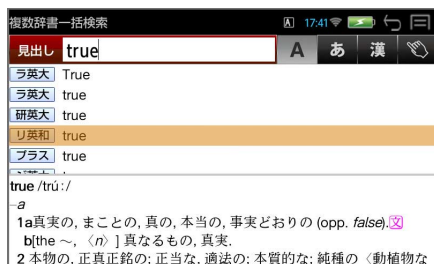 複数辞書一括検索 A 17:41
見出し true A あ 漢
ラ英大 True
ラ英大 true
研英大 true
リ英和 true
プラス true
true /trúː/
–a
1a真実の, まことの, 真の, 本当の, 事実どおりの (opp. false).文
b[the ～, 〈n〉] 真なるもの, 真実.
2 本物の, 正真正銘の; 正当な, 適法の; 本質的な; 純種の〈動植物な